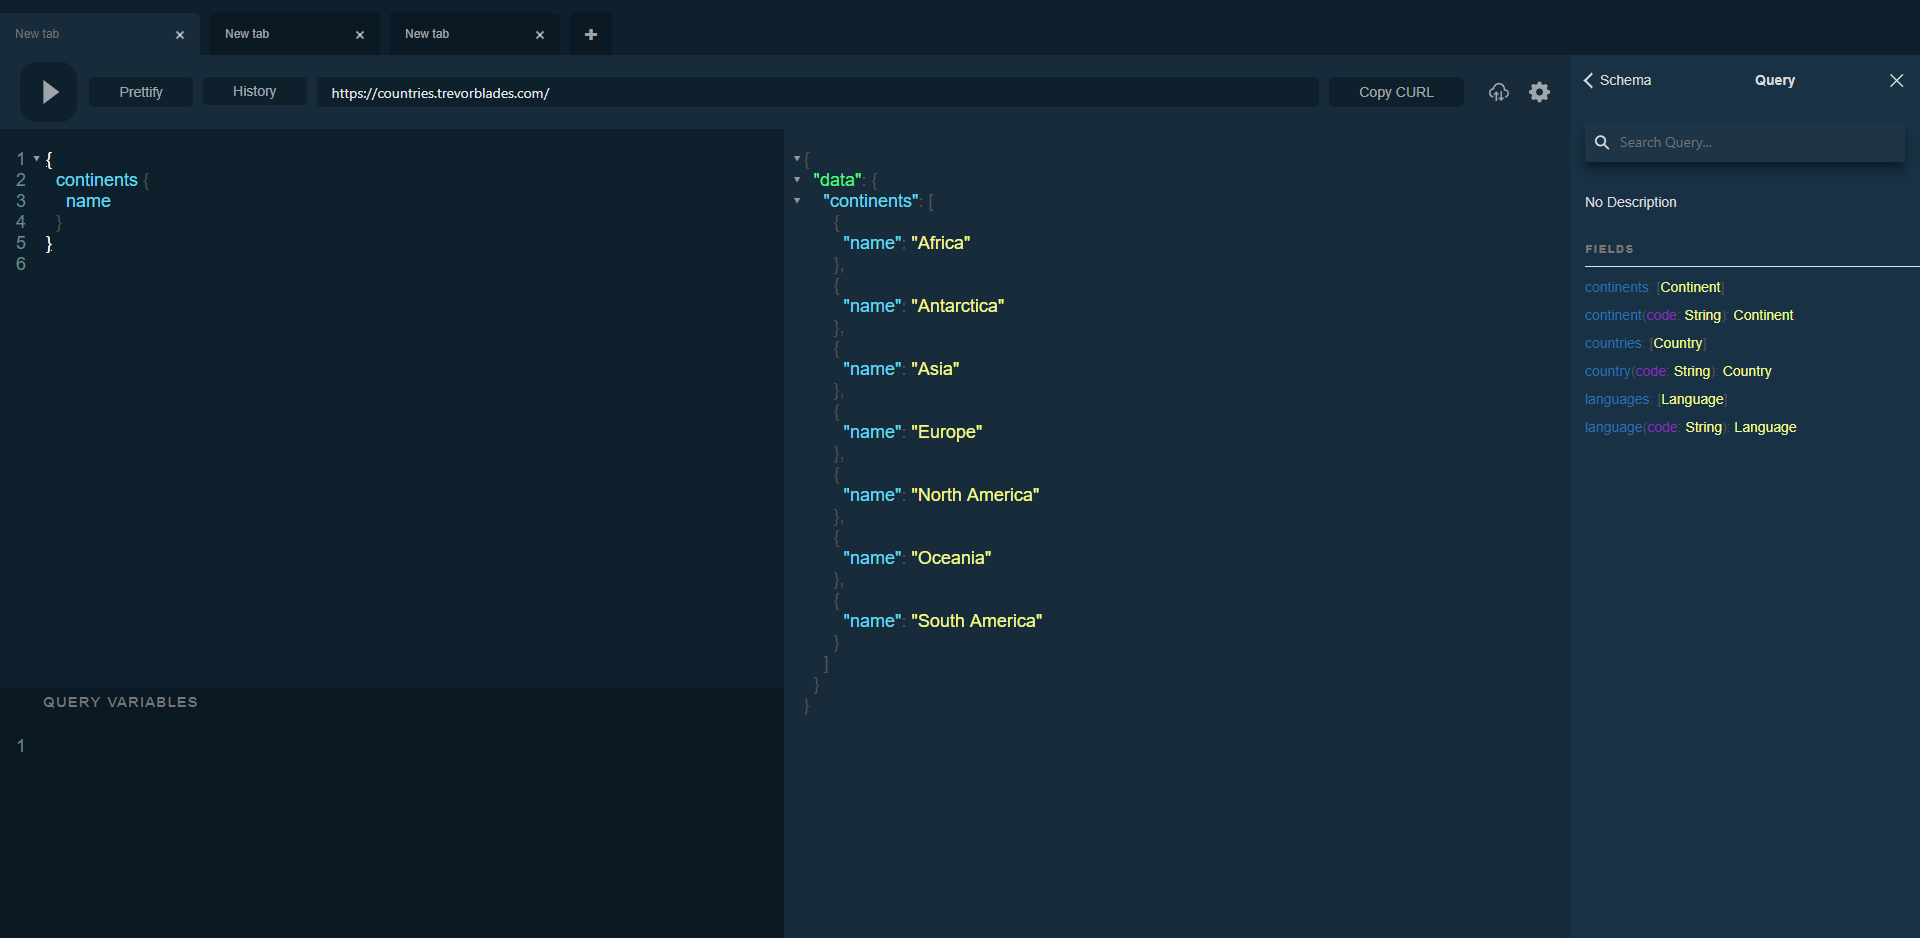 New tab × New tab × New tab × +
Prettify History https://countries.trevorblades.com/ Copy CURL
1 {
2 continents {
3 name
4 }
5 }
6
QUERY VARIABLES
1
{
"data": {
"continents": [
{
"name": "Africa"
},
{
"name": "Antarctica"
},
{
"name": "Asia"
},
{
"name": "Europe"
},
{
"name": "North America"
},
{
"name": "Oceania"
},
{
"name": "South America"
}
]
}
}
Schema Query
Search Query...
No Description
FIELDS
continents: [Continent]
continent(code: String): Continent
countries: [Country]
country(code: String): Country
languages: [Language]
language(code: String): Language